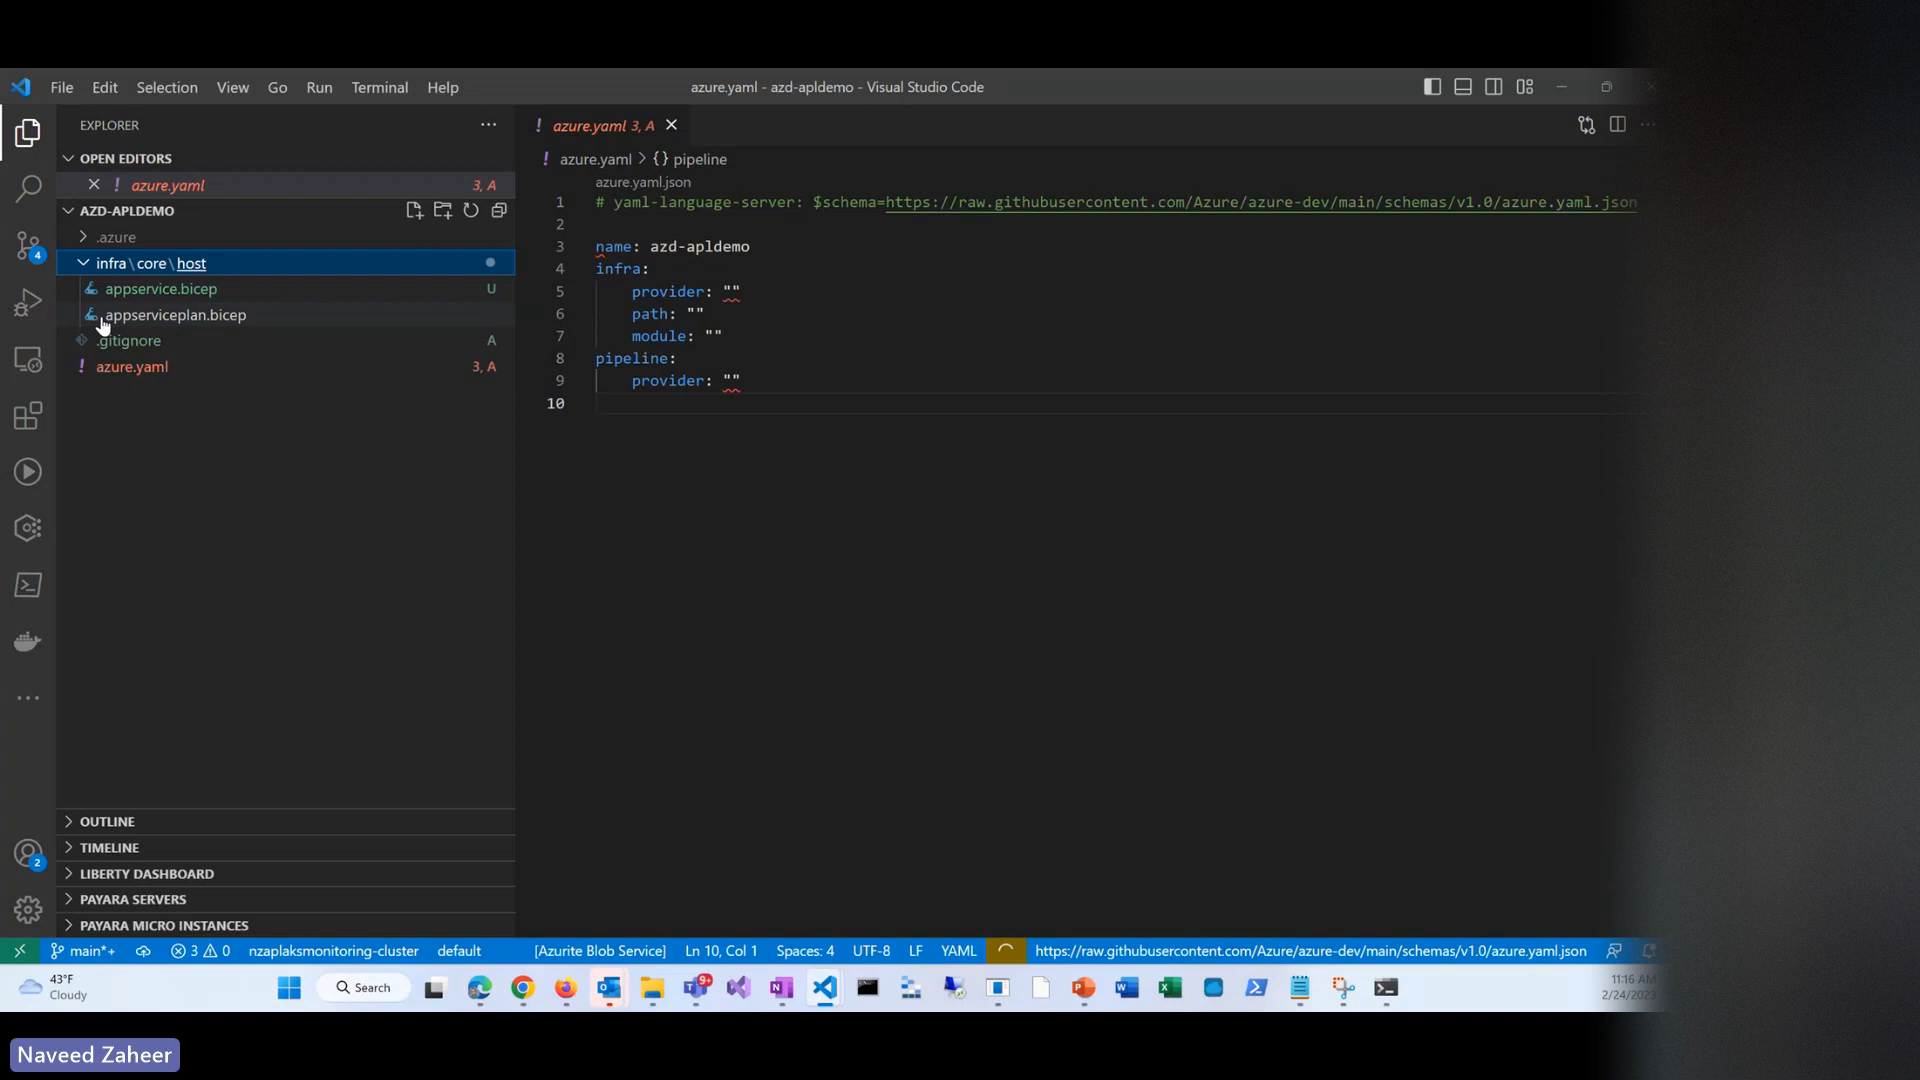 File Edit Selection View Go Run Terminal Help
azure.yaml - azd-apldemo - Visual Studio Code
EXPLORER
OPEN EDITORS
! azure.yaml 3, A
AZD-APLDEMO
.azure
infra\core\host
appservice.bicep U
appserviceplan.bicep
.gitignore A
! azure.yaml 3, A
OUTLINE
TIMELINE
LIBERTY DASHBOARD
PAYARA SERVERS
PAYARA MICRO INSTANCES
4
2
! azure.yaml 3, A
! azure.yaml > {} pipeline
azure.yaml.json
1 # yaml-language-server: $schema=https://raw.githubusercontent.com/Azure/azure-dev/main/schemas/v1.0/azure.yaml.json
2
3 name: azd-apldemo
4 infra:
5 provider: ""
6 path: ""
7 module: ""
8 pipeline:
9 provider: ""
10
main*+ 3 0 nzaplaksmonitoring-cluster default [Azurite Blob Service] Ln 10, Col 1 Spaces: 4 UTF-8 LF YAML https://raw.githubusercontent.com/Azure/azure-dev/main/schemas/v1.0/azure.yaml.json
43°F
Cloudy
Search
9+
11:16 AM
Naveed Zaheer